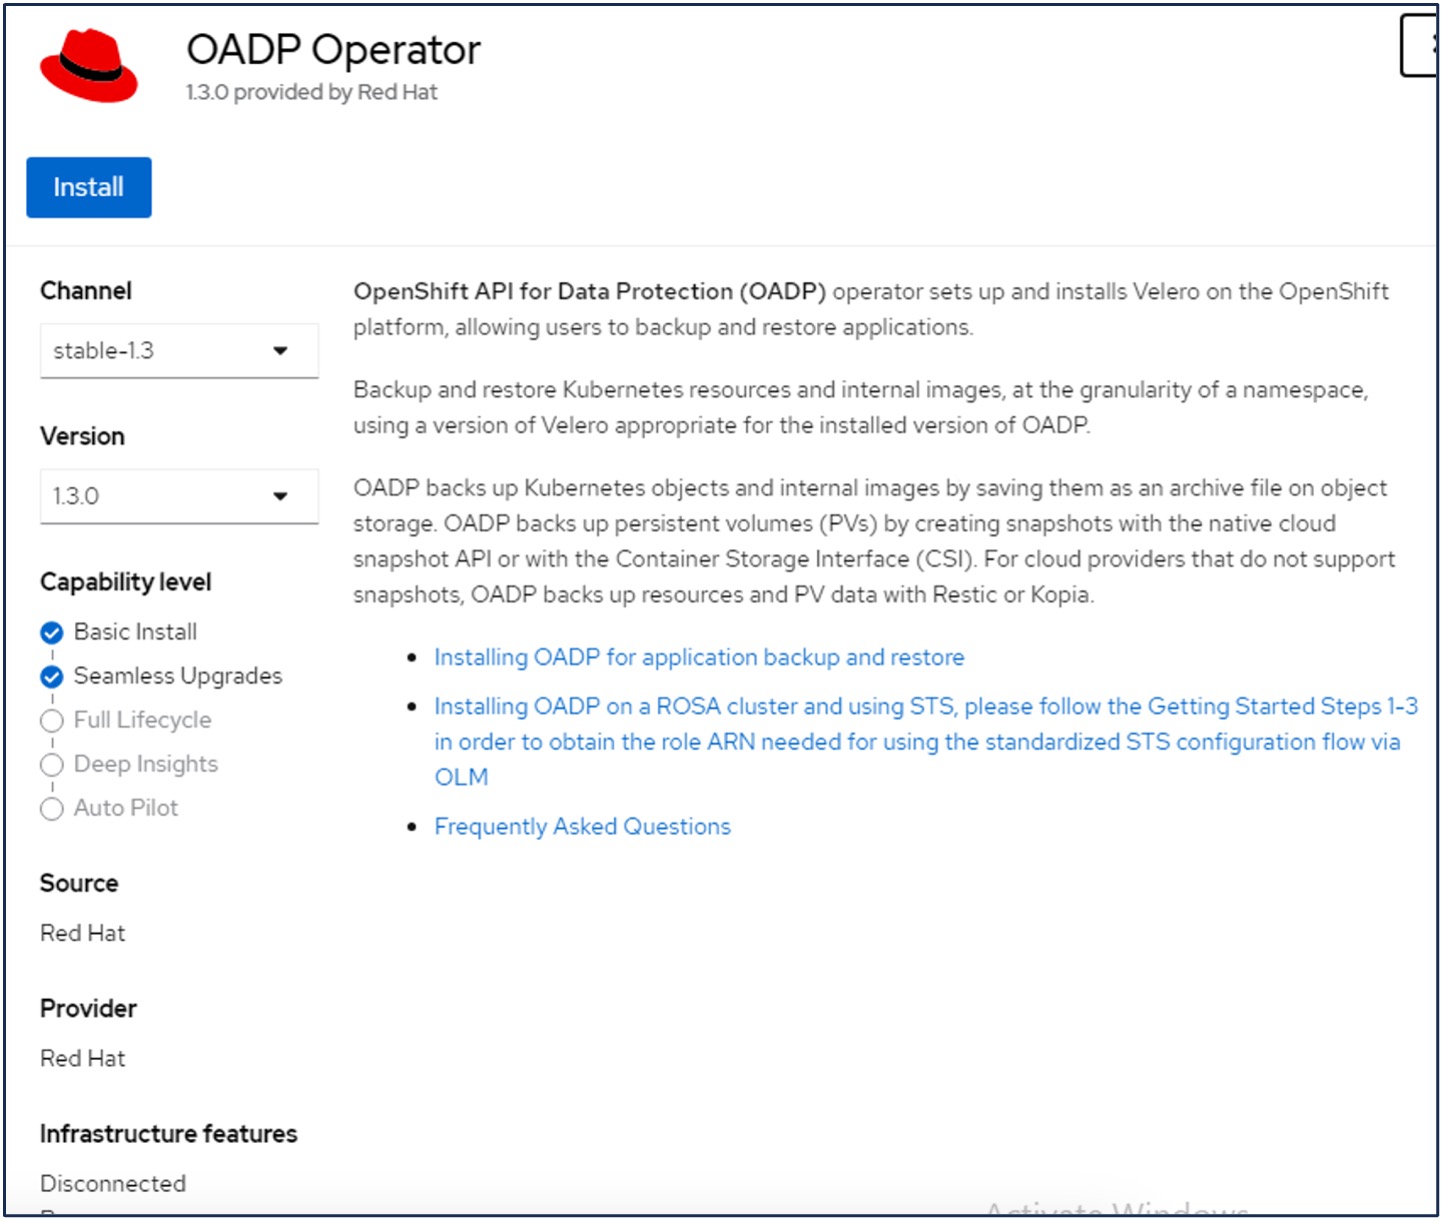 OADP Operator
1.3.0 provided by Red Hat
Install
Channel
stable-1.3
Version
1.3.0
Capability level
Basic Install
Seamless Upgrades
Full Lifecycle
Deep Insights
Auto Pilot
Source
Red Hat
Provider
Red Hat
Infrastructure features
Disconnected
OpenShift API for Data Protection (OADP) operator sets up and installs Velero on the OpenShift
platform, allowing users to backup and restore applications.
Backup and restore Kubernetes resources and internal images, at the granularity of a namespace,
using a version of Velero appropriate for the installed version of OADP.
OADP backs up Kubernetes objects and internal images by saving them as an archive file on object
storage. OADP backs up persistent volumes (PVs) by creating snapshots with the native cloud
snapshot API or with the Container Storage Interface (CSI). For cloud providers that do not support
snapshots, OADP backs up resources and PV data with Restic or Kopia.
• Installing OADP for application backup and restore
• Installing OADP on a ROSA cluster and using STS, please follow the Getting Started Steps 1-3
in order to obtain the role ARN needed for using the standardized STS configuration flow via
OLM
• Frequently Asked Questions
Activate Windows